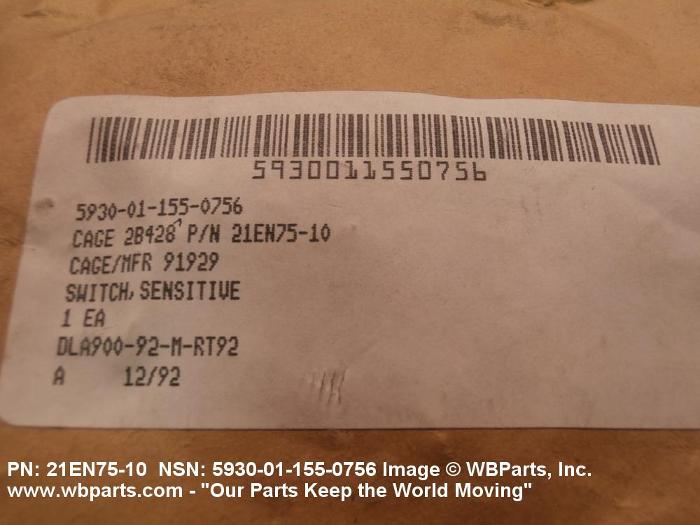 5930011550756
5930-01-155-0756
CAGE 2B428 P/N 21EN75-10
CAGE/MFR 91929
SWITCH, SENSITIVE
1 EA
DLA900-92-M-RT92
A 12/92
PN: 21EN75-10 NSN: 5930-01-155-0756 Image © WBParts, Inc.
www.wbparts.com - "Our Parts Keep the World Moving"